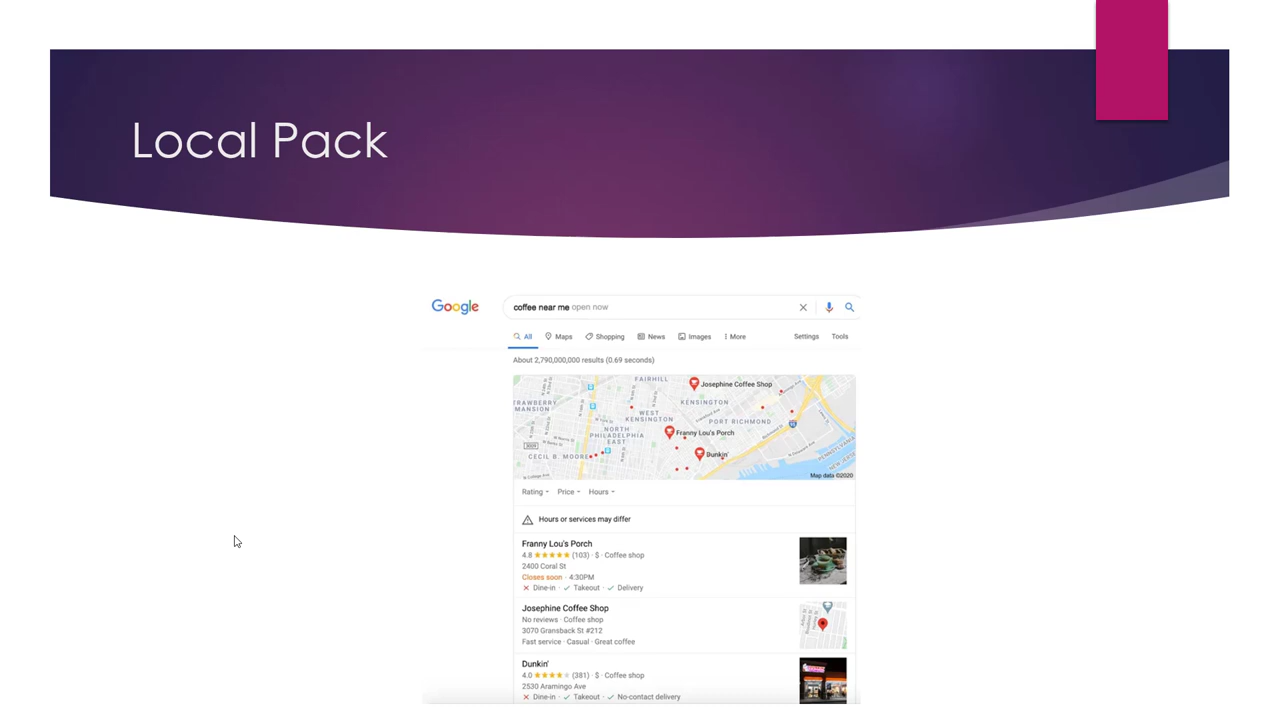 Local Pack
Google
coffee near me open now
All Maps Shopping News Images More Settings Tools
About 2,790,000,000 results (0.69 seconds)
FAIRHILL
Josephine Coffee Shop
KENSINGTON
MANSION
WEST
KENSINGTON
PORT RICHMOND
NORTH
PHILADELPHIA
EAST
Franny Lou's Porch
CECIL B. MOORE
Dunkin'
PENNSYLVANIA
NEW JERSEY
Map data ©2020
Rating Price Hours
Hours or services may differ
Franny Lou's Porch
4.8 (103) · $ · Coffee shop
2400 Coral St
Closes soon · 4:30PM
Dine-in · Takeout · Delivery
Josephine Coffee Shop
No reviews · Coffee shop
3070 Gransback St #212
Fast service · Casual · Great coffee
Dunkin'
4.0 (381) · $ · Coffee shop
2530 Aramingo Ave
Dine-in · Takeout · No-contact delivery